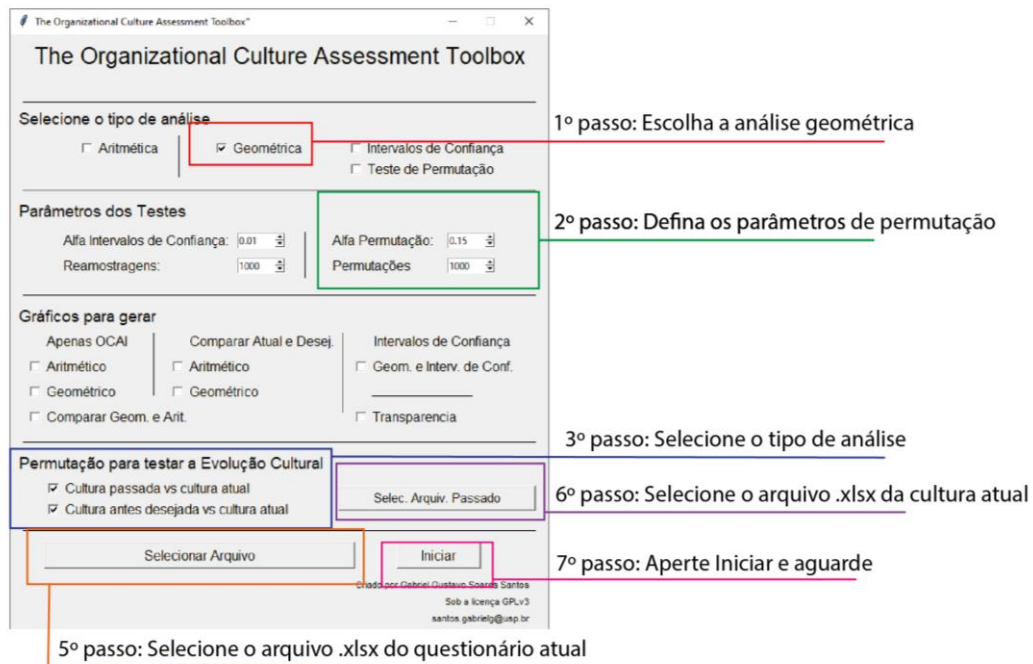 The Organizational Culture Assessment Toolbox"
The Organizational Culture Assessment Toolbox
Selecione o tipo de análise
Aritmética
Geométrica
Intervalos de Confiança
Teste de Permutação
1º passo: Escolha a análise geométrica
Parâmetros dos Testes
Alfa Intervalos de Confiança: 0.01
Alfa Permutação: 0.15
Reamostragens: 1000
Permutações 1000
2º passo: Defina os parâmetros de permutação
Gráficos para gerar
Apenas OCAI
Comparar Atual e Desej.
Intervalos de Confiança
Aritmético
Aritmético
Geom. e Interv. de Conf.
Geométrico
Geométrico
Comparar Geom. e Arit.
Transparencia
3º passo: Selecione o tipo de análise
Permutação para testar a Evolução Cultural
Cultura passada vs cultura atual
Cultura antes desejada vs cultura atual
Selec. Arquiv. Passado
6º passo: Selecione o arquivo .xlsx da cultura atual
Selecionar Arquivo
Iniciar
7º passo: Aperte Iniciar e aguarde
Criado por Gabriel Gustavo Soares Santos
Sob a licença GPLv3
santos.gabrielg@usp.br
5º passo: Selecione o arquivo .xlsx do questionário atual